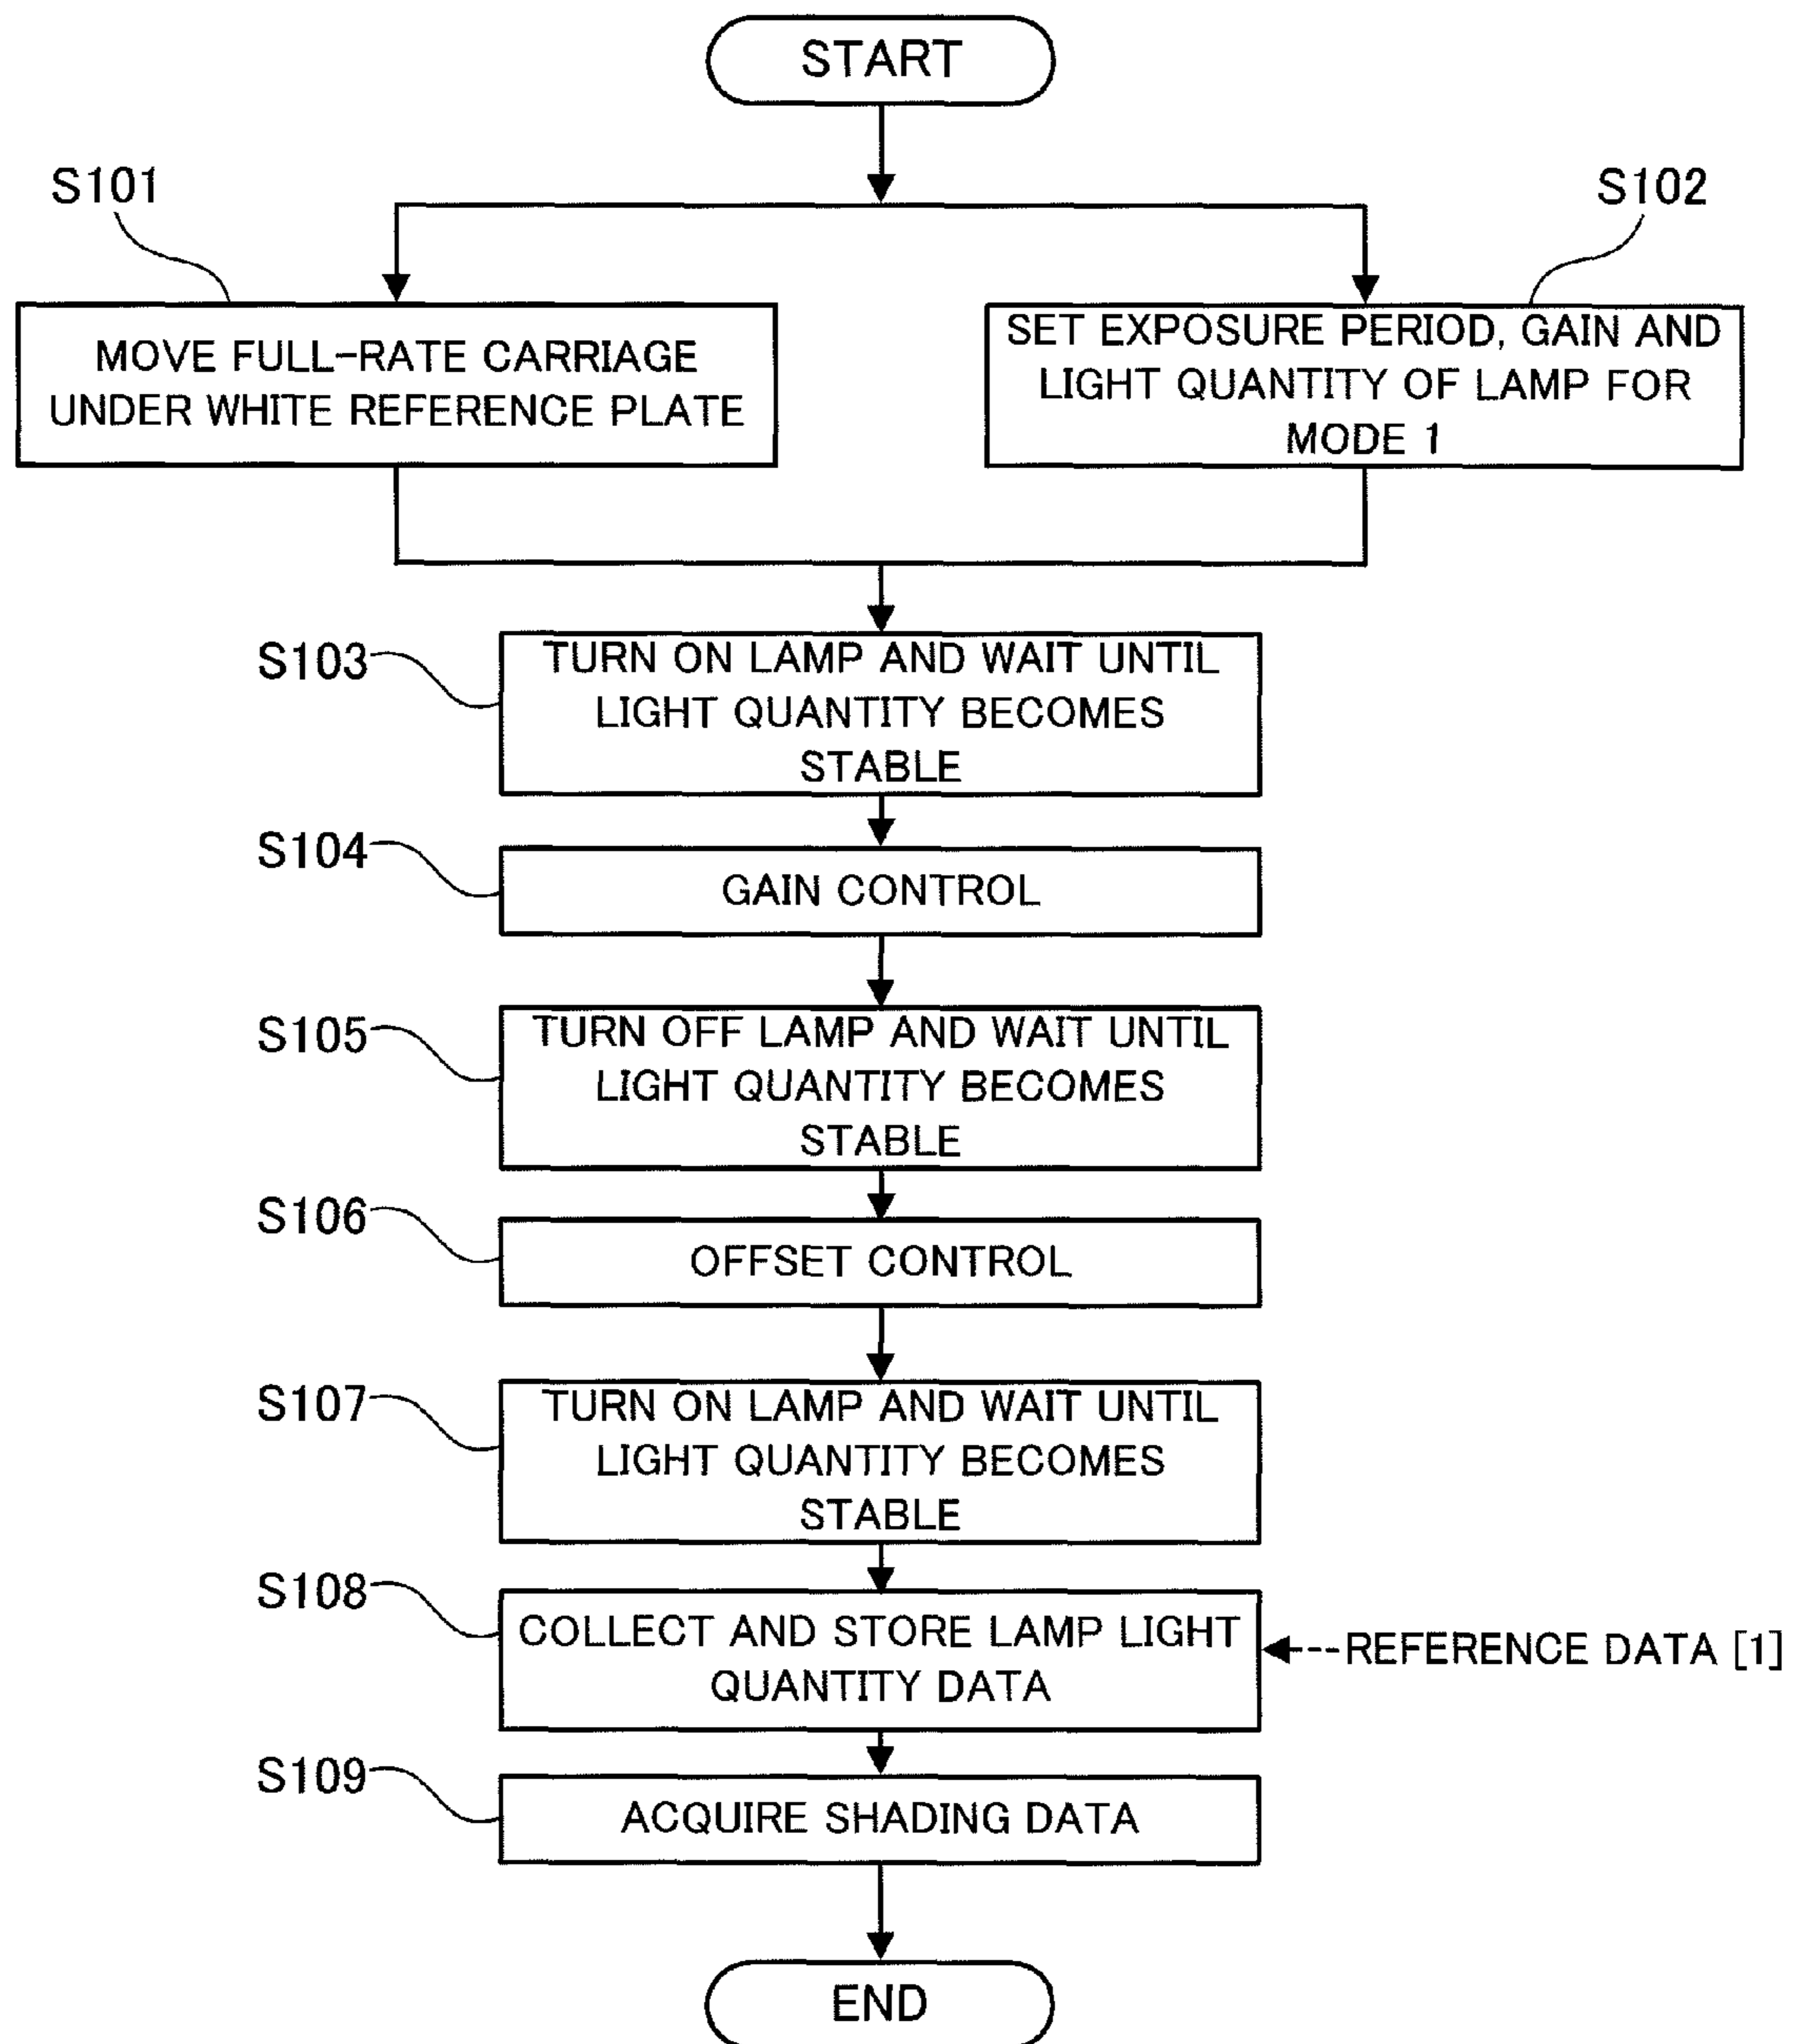 START
S101
S102
MOVE FULL-RATE CARRIAGE
UNDER WHITE REFERENCE PLATE
SET EXPOSURE PERIOD, GAIN AND
LIGHT QUANTITY OF LAMP FOR
MODE 1
S103
TURN ON LAMP AND WAIT UNTIL
LIGHT QUANTITY BECOMES
STABLE
S104
GAIN CONTROL
S105
TURN OFF LAMP AND WAIT UNTIL
LIGHT QUANTITY BECOMES
STABLE
S106
OFFSET CONTROL
S107
TURN ON LAMP AND WAIT UNTIL
LIGHT QUANTITY BECOMES
STABLE
S108
COLLECT AND STORE LAMP LIGHT
QUANTITY DATA
REFERENCE DATA [1]
S109
ACQUIRE SHADING DATA
END